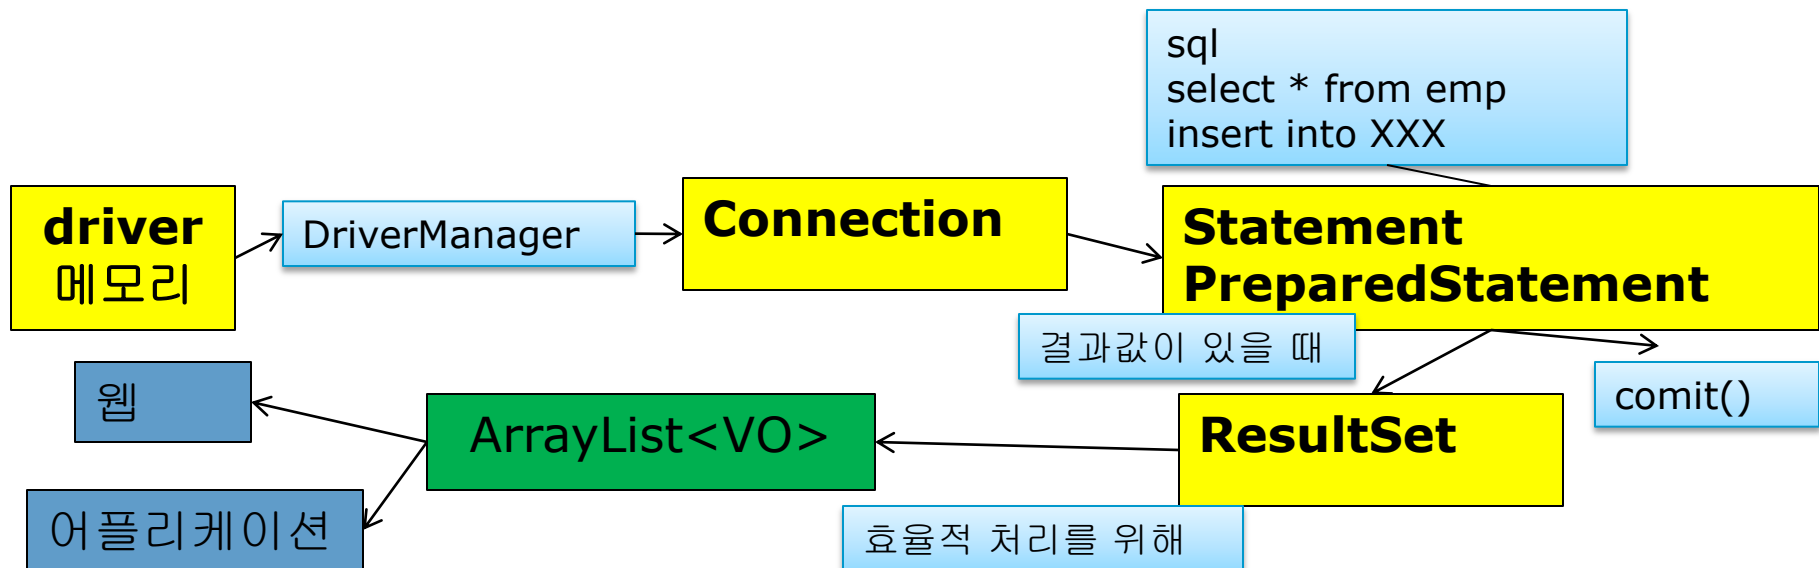 sql
select * from emp
insert into XXX
driver
메모리
DriverManager
Connection
Statement
PreparedStatement
결과값이 있을 때
comit()
웹
ArrayList<VO>
ResultSet
어플리케이션
효율적 처리를 위해